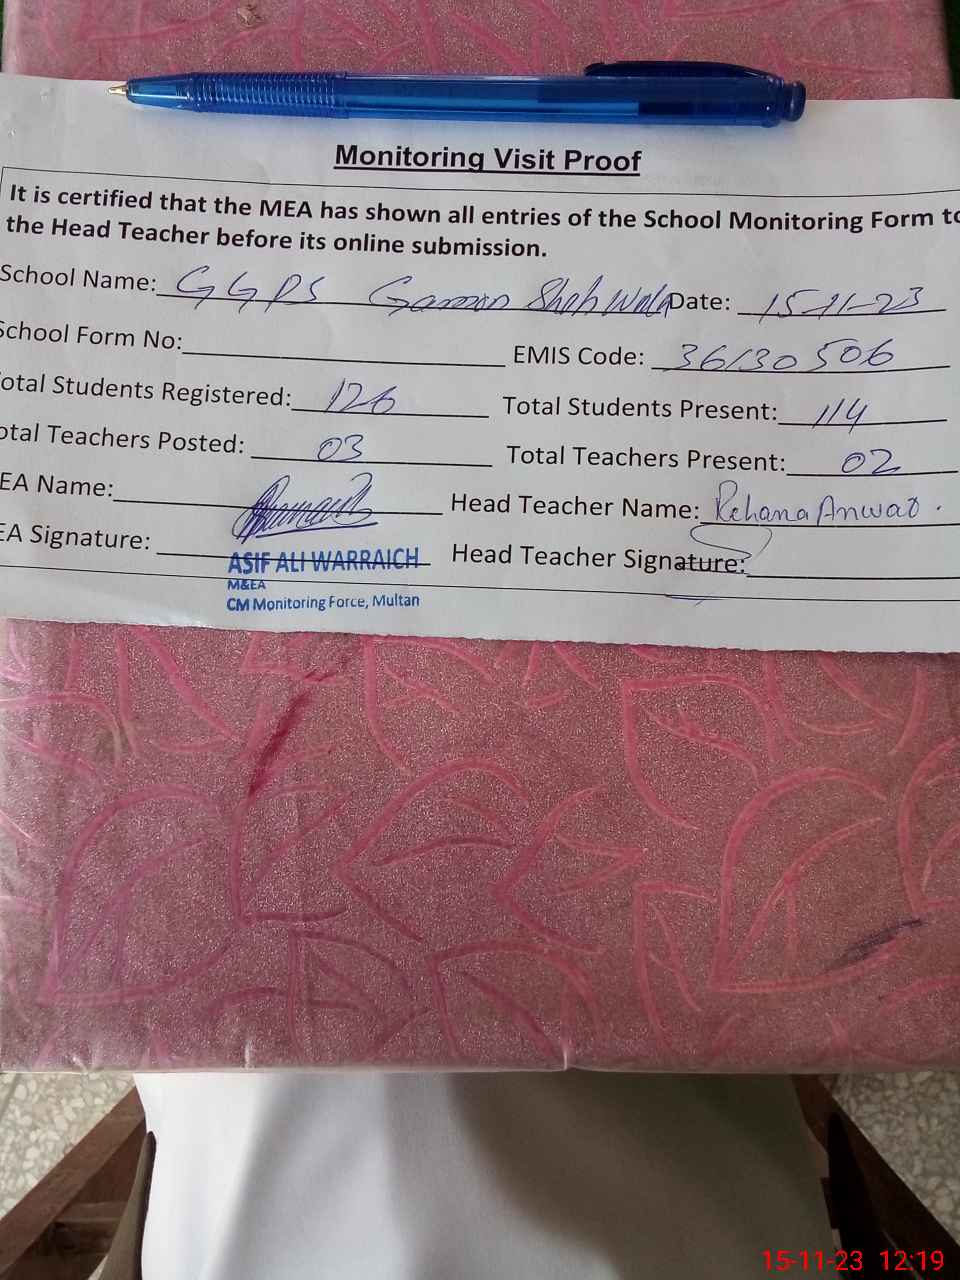 Monitoring Visit Proof
It is certified that the MEA has shown all entries of the School Monitoring Form to
the Head Teacher before its online submission.
School Name: GGPS Gamon Shah Wala Date: 15-11-23
School Form No: EMIS Code: 36130506
otal Students Registered: 126 Total Students Present: 114
otal Teachers Posted: 03 Total Teachers Present: 02
EA Name: Head Teacher Name: Rehana Anwar.
EA Signature: Head Teacher Signature:
ASIF ALI WARRAICH
M&EA
CM Monitoring Force, Multan
15-11-23 12:19